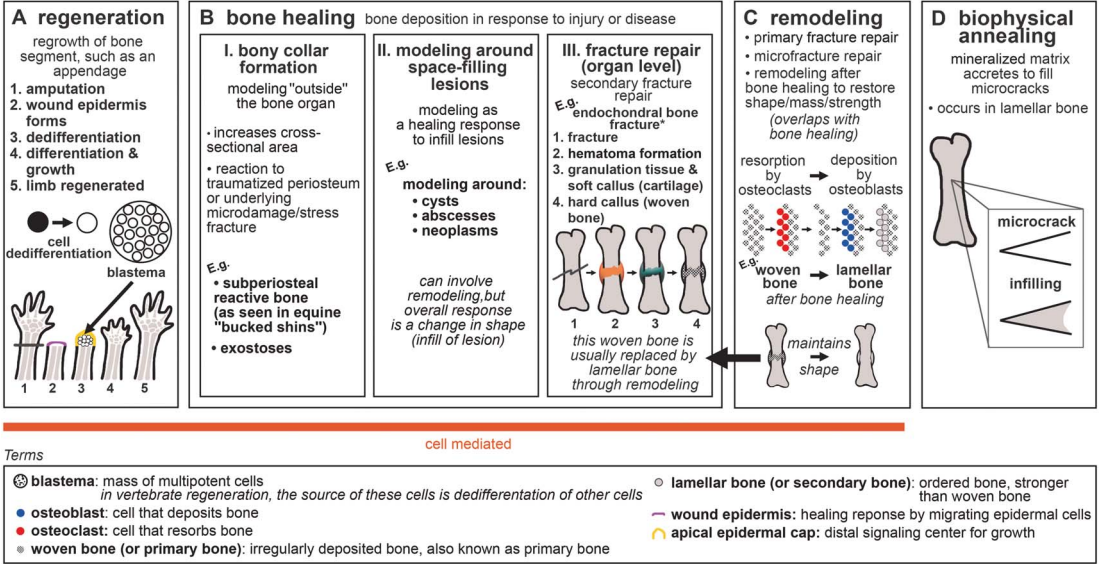 A regeneration
regrowth of bone
segment, such as an
appendage
1. amputation
2. wound epidermis
forms
3. dedifferentiation
4. differentiation &
growth
5. limb regenerated
cell
dedifferentiation
blastema
1 2 3 4 5
B bone healing bone deposition in response to injury or disease
I. bony collar
formation
modeling "outside"
the bone organ
· increases cross-
sectional area
• reaction to
traumatized periosteum
or underlying
microdamage/stress
fracture
E.g.
• subperiosteal
reactive bone
(as seen in equine
"bucked shins")
• exostoses
II. modeling around
space-filling
lesions
modeling as
a healing response
to infill lesions
E.g.
modeling around:
• cysts
• abscesses
• neoplasms
can involve
remodeling,but
overall response
is a change in shape
(infill of lesion)
III. fracture repair
(organ level)
secondary fracture
repair
E.g.
endochondral bone
fracture*
1. fracture
2. hematoma formation
3. granulation tissue &
soft callus (cartilage)
4. hard callus (woven
bone)
1 2 3 4
this woven bone is
usually replaced by
lamellar bone
through remodeling
C remodeling
• primary fracture repair
• microfracture repair
• remodeling after
bone healing to restore
shape/mass/strength
(overlaps with
bone healing)
resorption
by
osteoclasts
deposition
by
osteoblasts
E.g.
woven
bone
lamellar
bone
after bone healing
maintains
shape
D biophysical
annealing
mineralized matrix
accretes to fill
microcracks
• occurs in lamellar bone
microcrack
infilling
cell mediated
Terms
blastema: mass of multipotent cells
in vertebrate regeneration, the source of these cells is dedifferentation of other cells
osteoblast: cell that deposits bone
osteoclast: cell that resorbs bone
woven bone (or primary bone): irregularly deposited bone, also known as primary bone
lamellar bone (or secondary bone): ordered bone, stronger
than woven bone
wound epidermis: healing reponse by migrating epidermal cells
apical epidermal cap: distal signaling center for growth